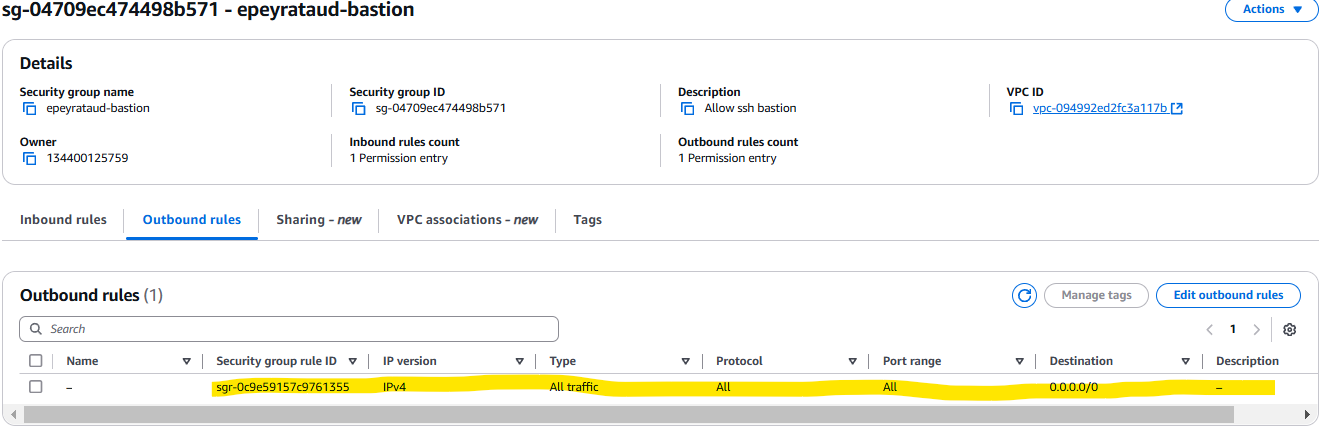 sg-04709ec474498b571 - epeyrataud-bastion
Actions
Details
Security group name
epeyrataud-bastion
Security group ID
sg-04709ec474498b571
Description
Allow ssh bastion
VPC ID
vpc-094992ed2fc3a117b
Owner
134400125759
Inbound rules count
1 Permission entry
Outbound rules count
1 Permission entry
Inbound rules
Outbound rules
Sharing - new
VPC associations - new
Tags
Outbound rules (1)
Manage tags
Edit outbound rules
Search
1
Name Security group rule ID IP version Type Protocol Port range Destination Description
– sgr-0c9e59157c9761355 IPv4 All traffic All All 0.0.0.0/0 –